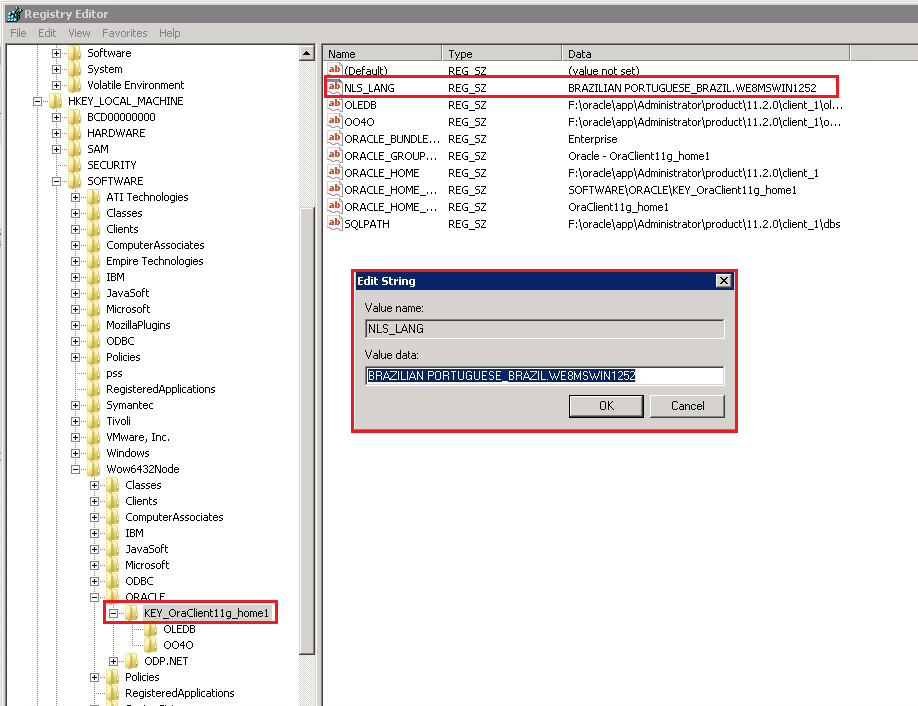 Registry Editor
File Edit View Favorites Help
Software
System
Volatile Environment
HKEY_LOCAL_MACHINE
BCD00000000
HARDWARE
SAM
SECURITY
SOFTWARE
ATI Technologies
Classes
Clients
ComputerAssociates
Empire Technologies
IBM
JavaSoft
Microsoft
MozillaPlugins
ODBC
Policies
pss
RegisteredApplications
Symantec
Tivoli
VMware, Inc.
Windows
Wow6432Node
Classes
Clients
ComputerAssociates
IBM
JavaSoft
Microsoft
ODBC
ORACLE
KEY_OraClient11g_home1
OLEDB
OO4O
ODP.NET
Policies
RegisteredApplications
Name Type Data
(Default) REG_SZ (value not set)
NLS_LANG REG_SZ BRAZILIAN PORTUGUESE_BRAZIL.WE8MSWIN1252
OLEDB REG_SZ F:\oracle\app\Administrator\product\11.2.0\client_1\ol...
OO4O REG_SZ F:\oracle\app\Administrator\product\11.2.0\client_1\o...
ORACLE_BUNDLE... REG_SZ Enterprise
ORACLE_GROUP... REG_SZ Oracle - OraClient11g_home1
ORACLE_HOME REG_SZ F:\oracle\app\Administrator\product\11.2.0\client_1
ORACLE_HOME_... REG_SZ SOFTWARE\ORACLE\KEY_OraClient11g_home1
ORACLE_HOME_... REG_SZ OraClient11g_home1
SQLPATH REG_SZ F:\oracle\app\Administrator\product\11.2.0\client_1\dbs
Edit String
Value name:
NLS_LANG
Value data:
BRAZILIAN PORTUGUESE_BRAZIL.WE8MSWIN1252
OK Cancel